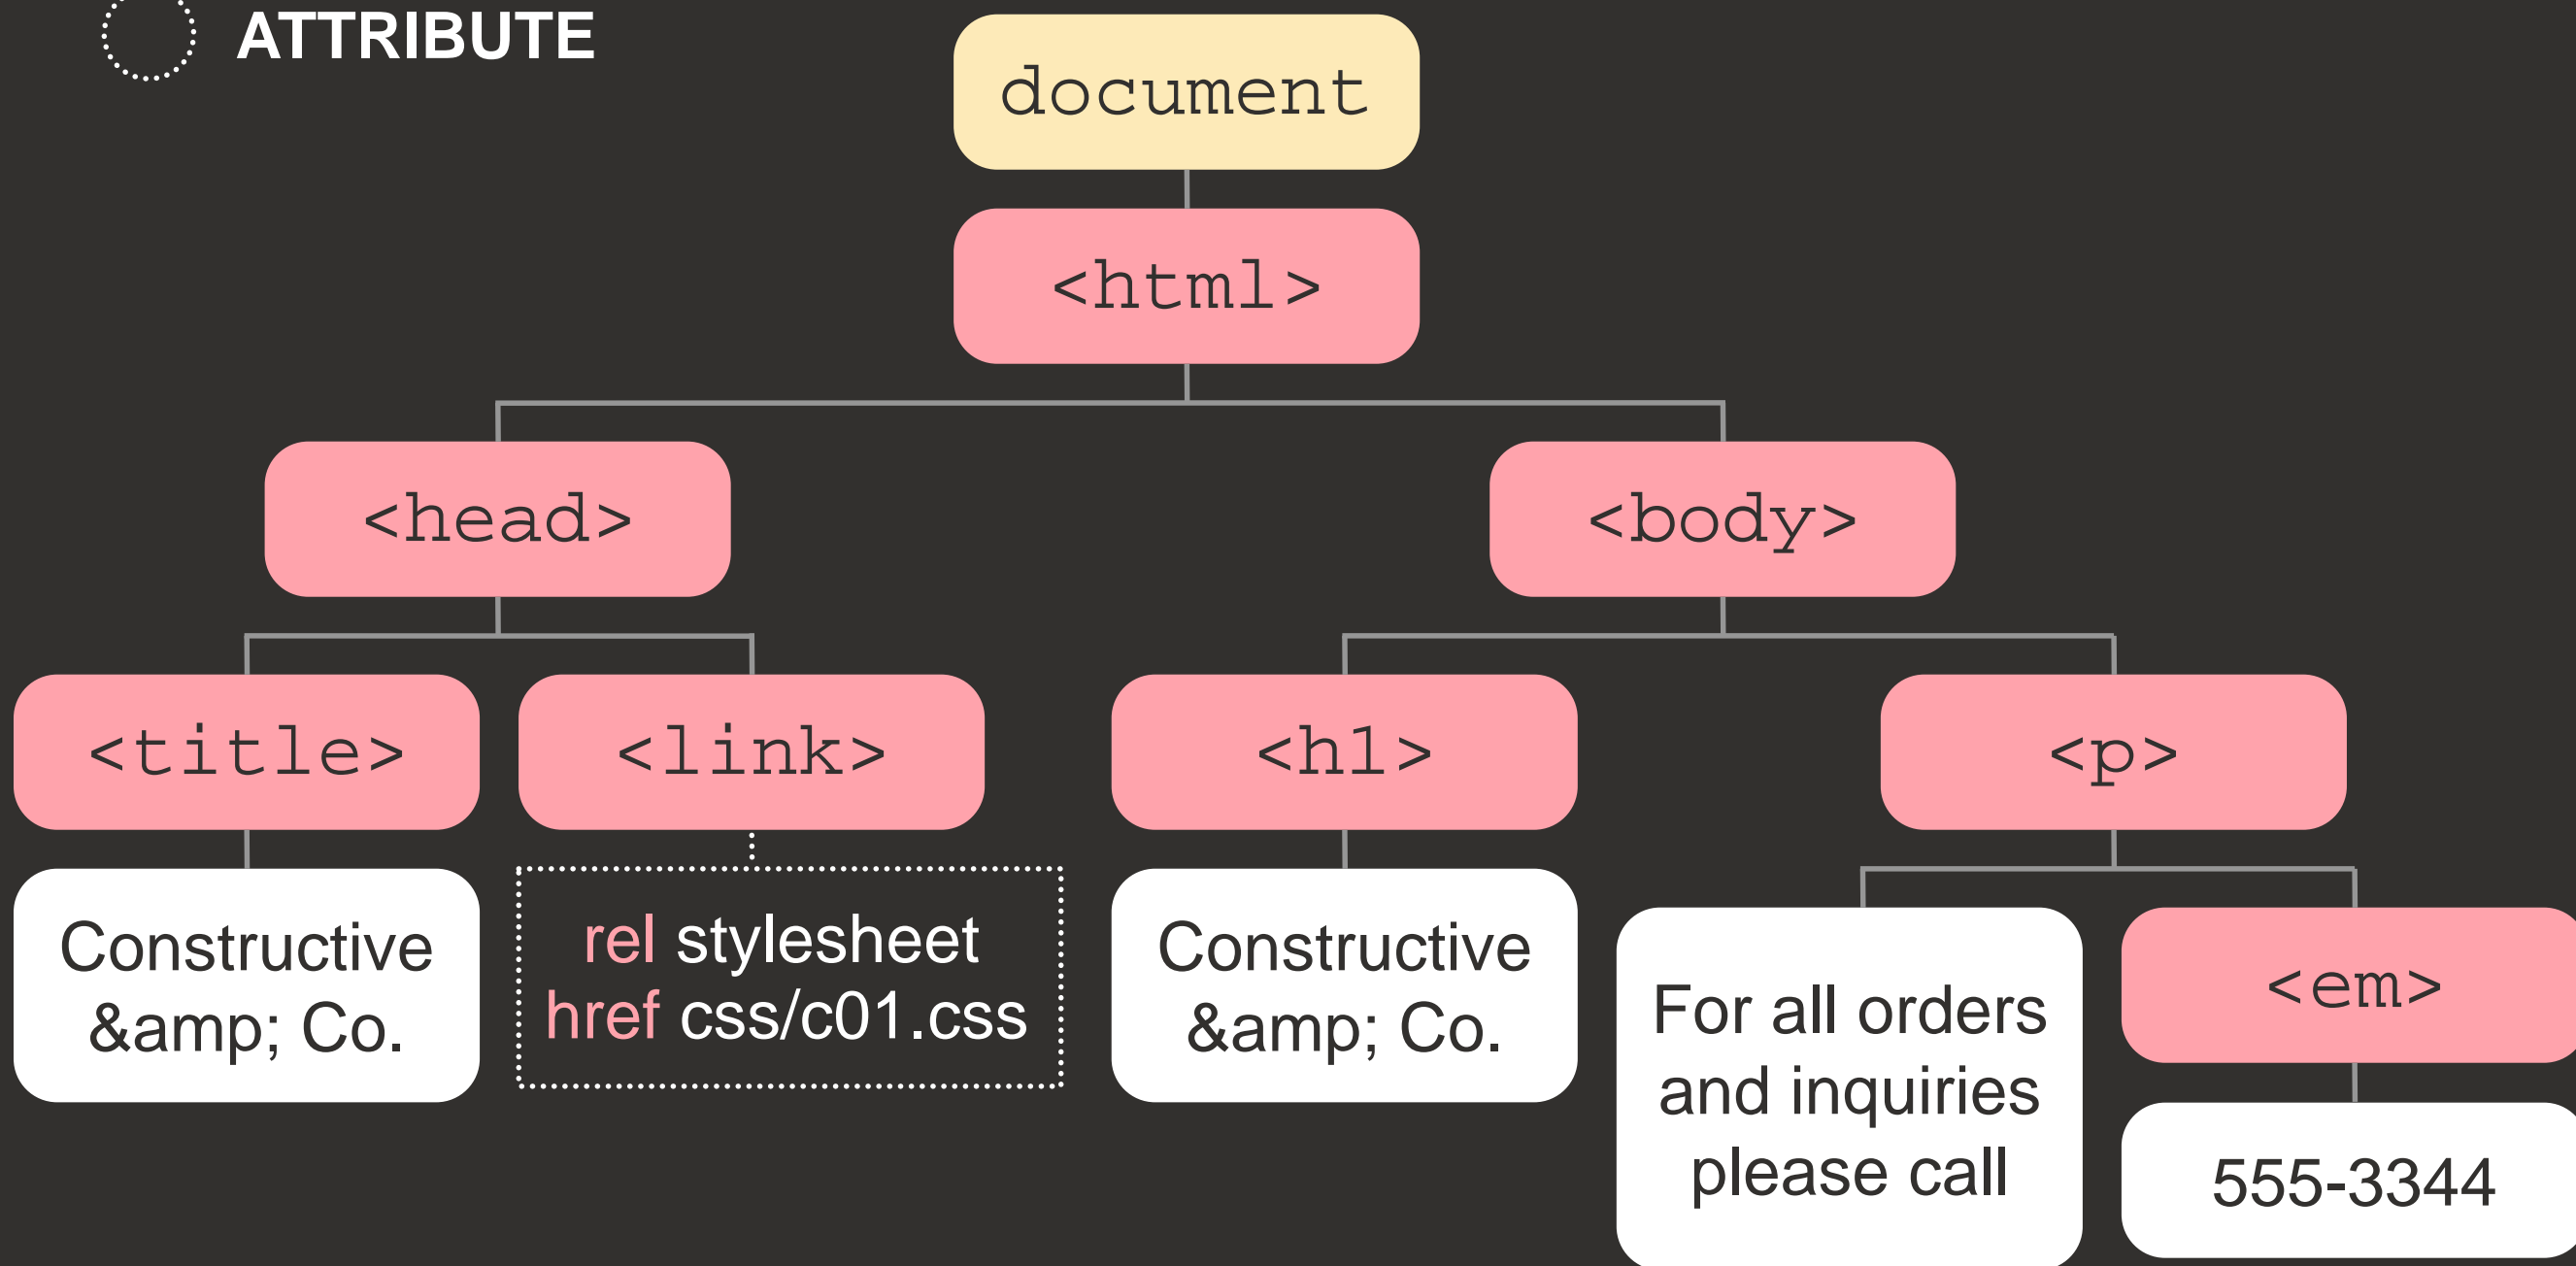 ATTRIBUTE
document
<html>
<head>
<body>
<title>
<link>
<h1>
<p>
Constructive
&amp; Co.
rel stylesheet
href css/c01.css
Constructive
&amp; Co.
For all orders
and inquiries
please call
<em>
555-3344